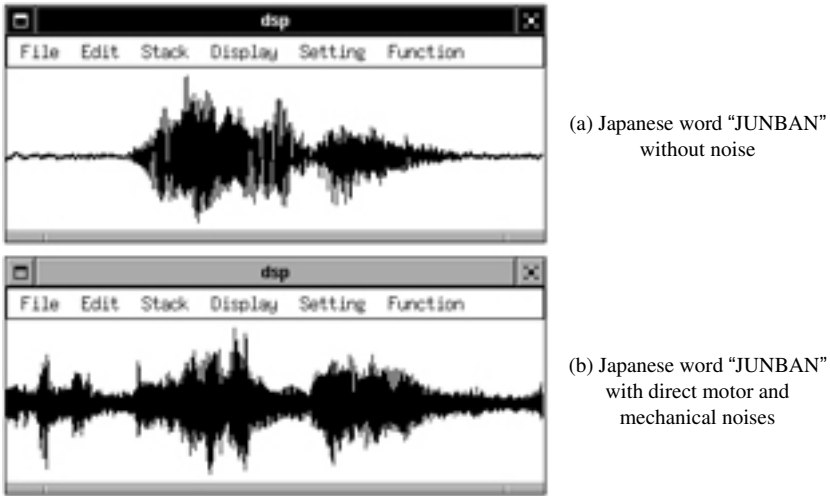 dsp
File Edit Stack Display Setting Function
(a) Japanese word “JUNBAN”
without noise
dsp
File Edit Stack Display Setting Function
(b) Japanese word “JUNBAN”
with direct motor and
mechanical noises